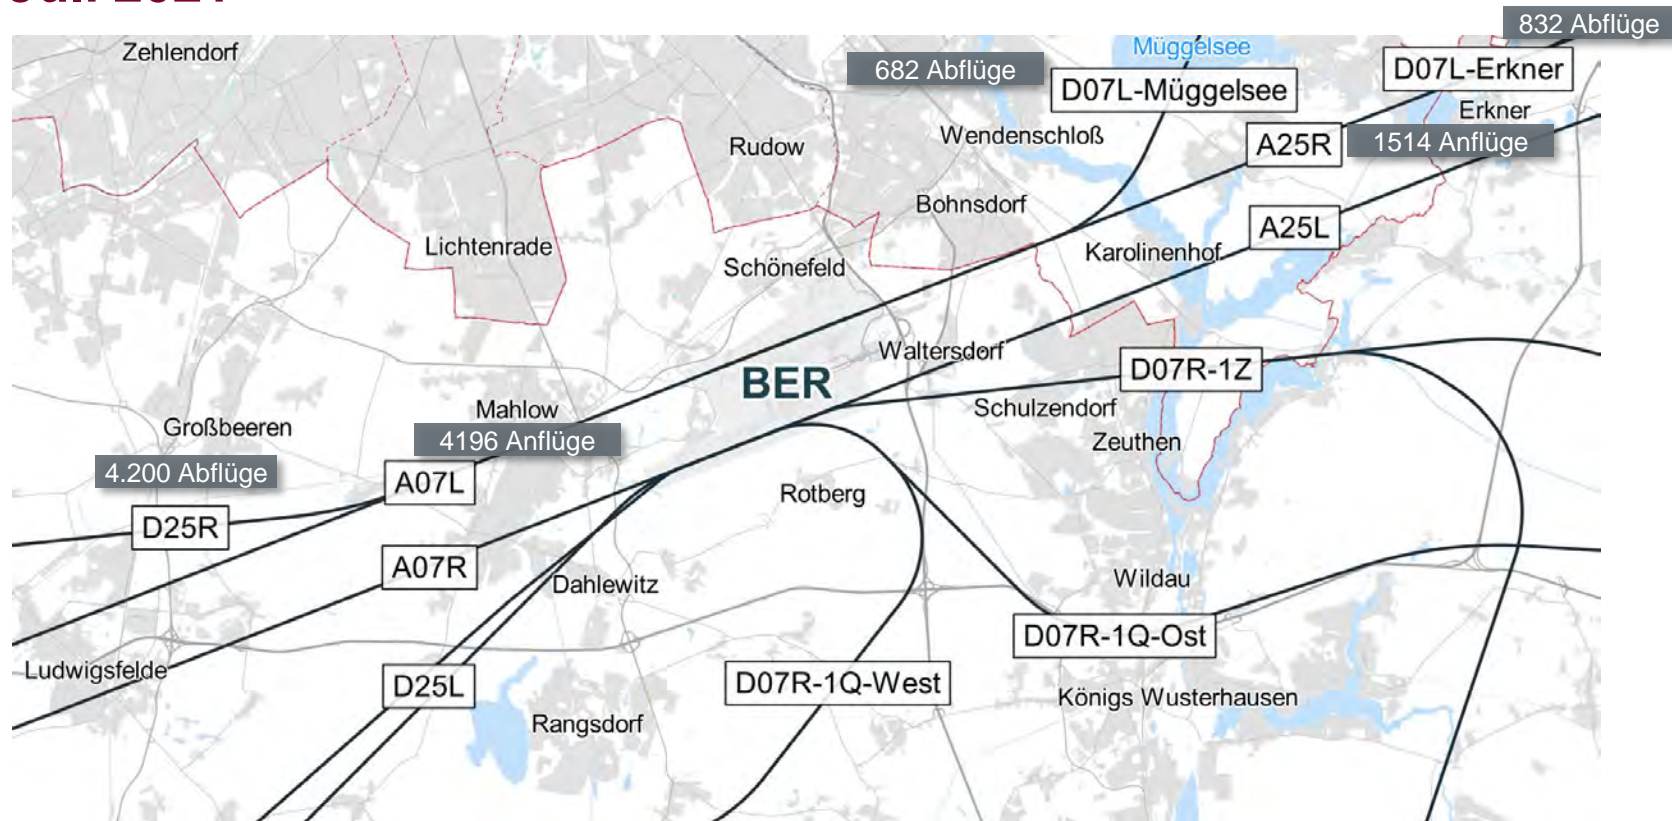 832 Abflüge
Zehlendorf
Müggelsee
682 Abflüge
D07L-Erkner
D07L-Müggelsee
Erkner
Wendenschloß
Rudow
A25R
1514 Anflüge
Bohnsdorf
A25L
Lichtenrade
Karolinenhof
Schönefeld
Waltersdorf
D07R-1Z
BER
Mahlow
Schulzendorf
Großbeeren
4196 Anflüge
Zeuthen
4.200 Abflüge
A07L
Rotberg
D25R
A07R
Dahlewitz
Wildau
D07R-1Q-Ost
Ludwigsfelde
D25L
D07R-1Q-West
Königs Wusterhausen
Rangsdorf